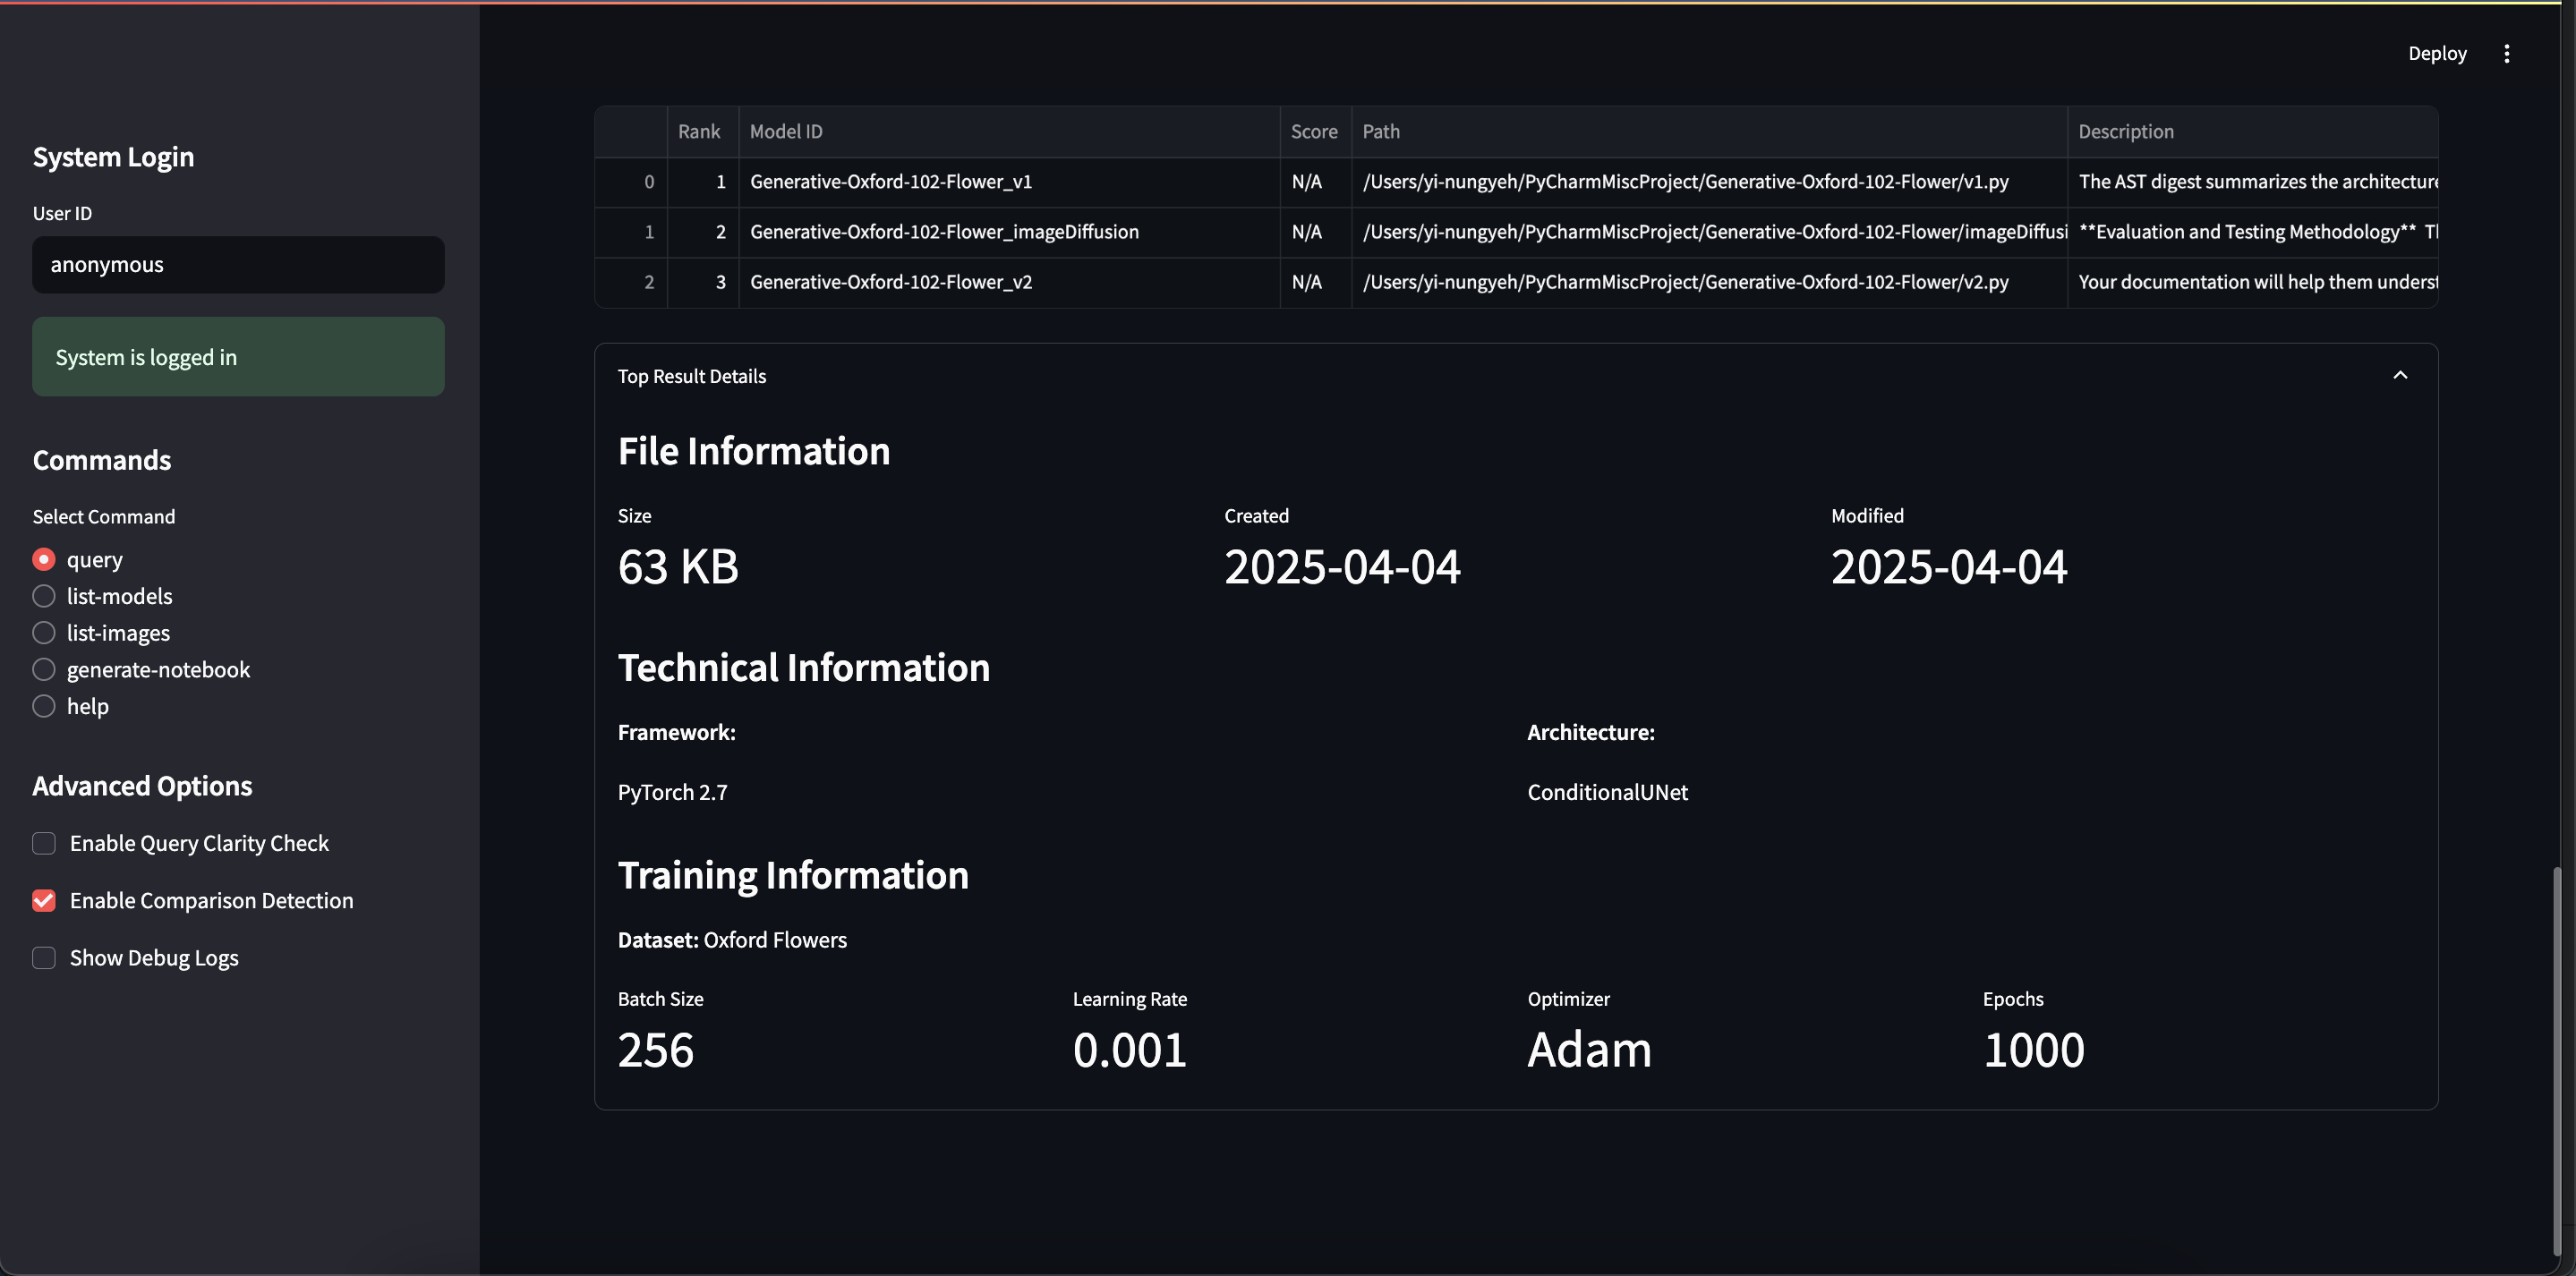 Deploy
System Login
User ID
anonymous
System is logged in
Commands
Select Command
query
list-models
list-images
generate-notebook
help
Advanced Options
Enable Query Clarity Check
Enable Comparison Detection
Show Debug Logs
Rank Model ID Score Path Description
0 1 Generative-Oxford-102-Flower_v1 N/A /Users/yi-nungyeh/PyCharmMiscProject/Generative-Oxford-102-Flower/v1.py The AST digest summarizes the architecture
1 2 Generative-Oxford-102-Flower_imageDiffusion N/A /Users/yi-nungyeh/PyCharmMiscProject/Generative-Oxford-102-Flower/imageDiffusi **Evaluation and Testing Methodology** Th
2 3 Generative-Oxford-102-Flower_v2 N/A /Users/yi-nungyeh/PyCharmMiscProject/Generative-Oxford-102-Flower/v2.py Your documentation will help them underst
Top Result Details
File Information
Size Created Modified
63 KB 2025-04-04 2025-04-04
Technical Information
Framework: Architecture:
PyTorch 2.7 ConditionalUNet
Training Information
Dataset: Oxford Flowers
Batch Size Learning Rate Optimizer Epochs
256 0.001 Adam 1000